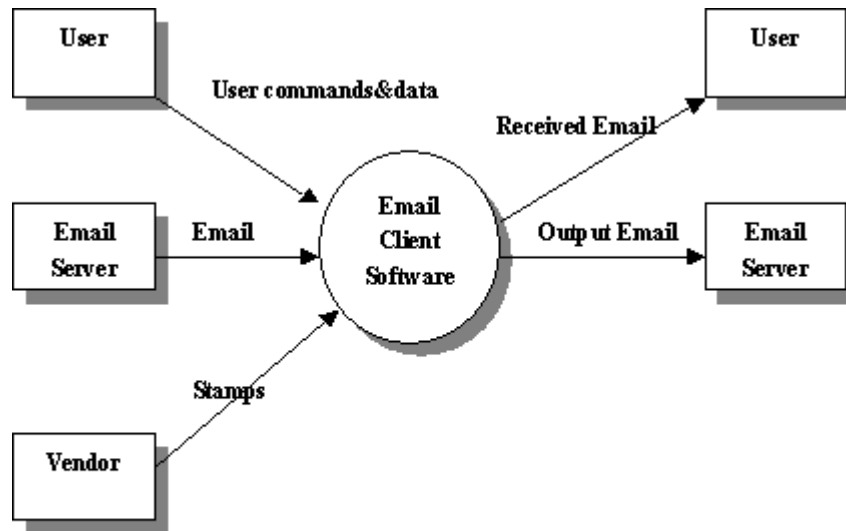 User
User
User commands&data
Received Email
Email
Server
Email
Email
Client
Software
Output Email
Email
Server
Stamps
Vendor